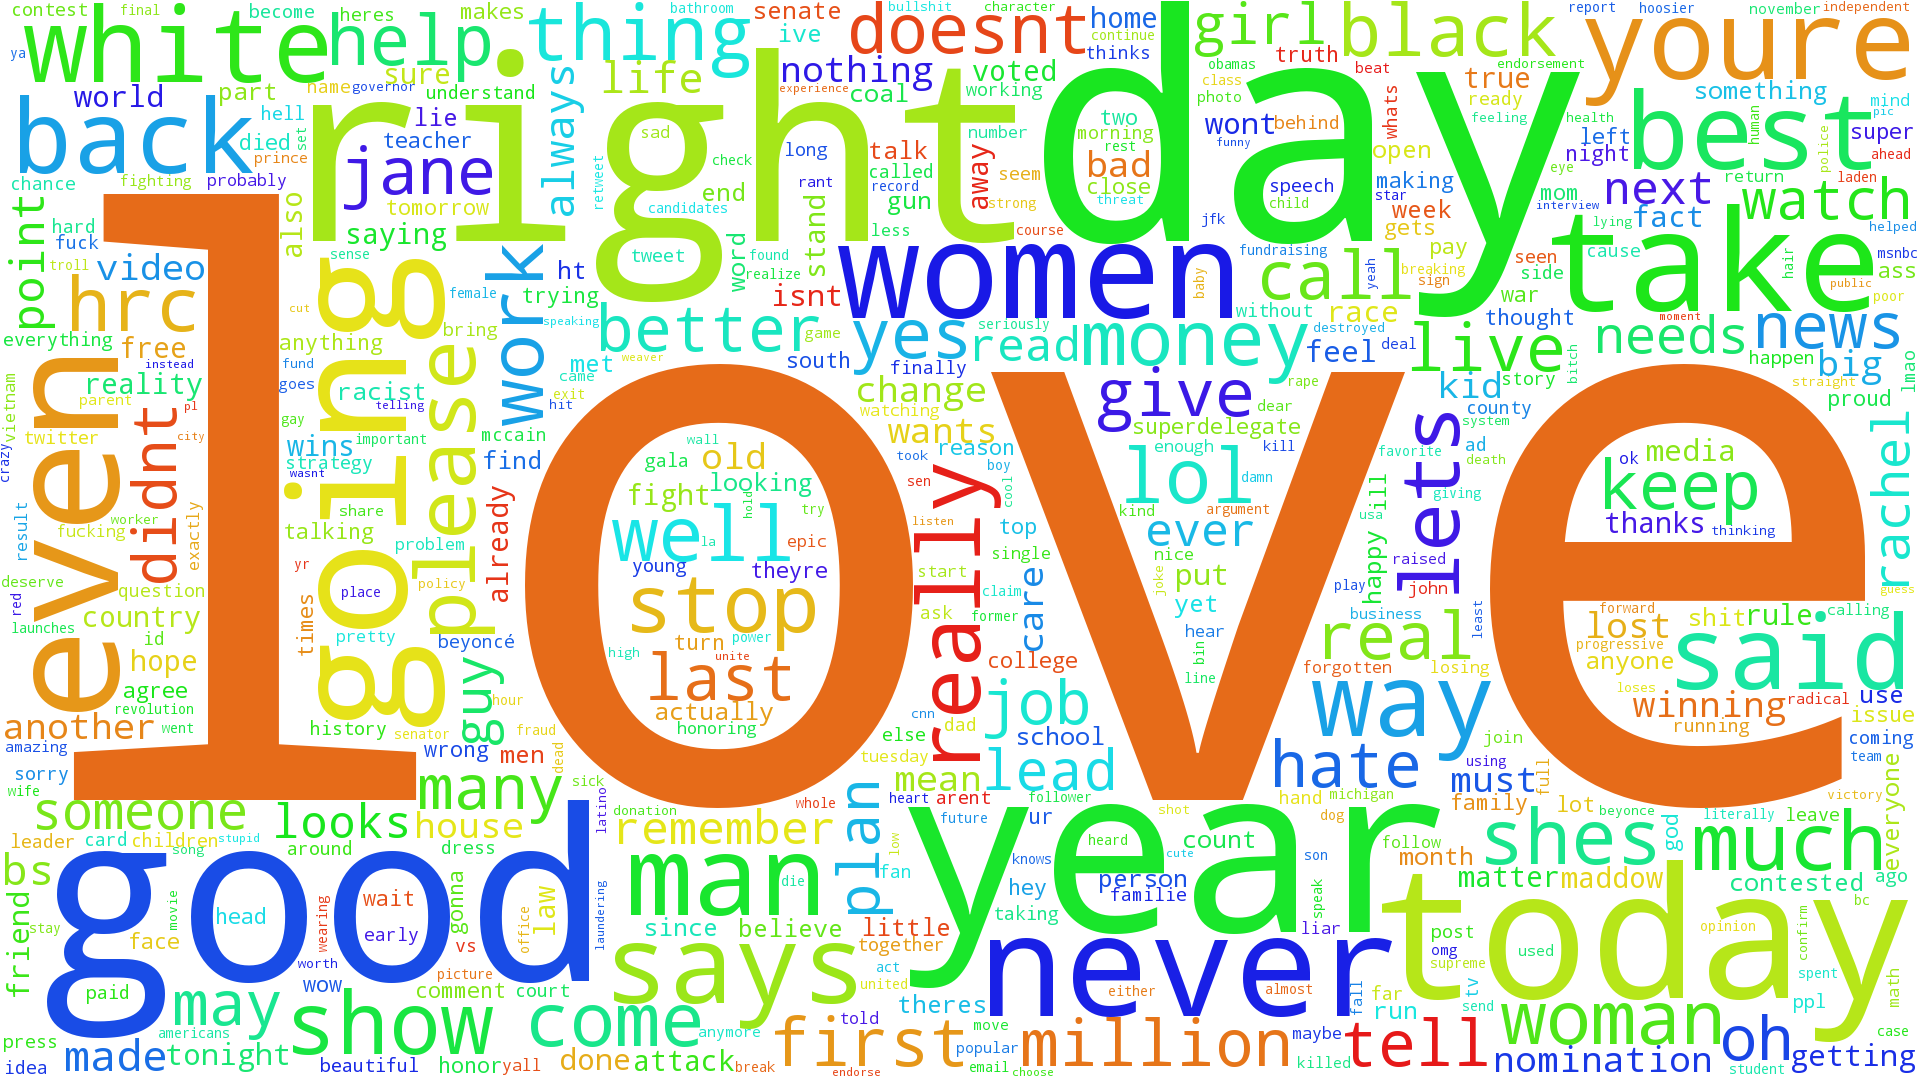 contest
final
become
heres
makes
thing
senate
ive
doesnt
home
thinks
bathroom
bullshit
character
continue
girl
black
report
hoosier
november
independent
youre
ya
white
help
sure
part
name
governor
understand
life
nothing
experience
coal
voted
working
obamas
class
photo
truth
beat
true
endorsement
ready
feeling
something
health
mind
pic
world
back
hell
died
set
prince
probably
fighting
chance
lie
teacher
jane
tomorrow
saying
always
retweet
right
sad
check
tweet
candidates
end
long
rant
talk
called
record
gun
less
number
away
seem
strong
course
day
two
morning
rest
bad
close
threat
wont
funny
behind
speech
child
jfk
whats
open
making
star
week
gets
pay
left
night
eye
mom
interview
best
human
return
police
super
ahead
laden
next
fact
lying
watch
helped
msnbc
point
hard
fuck
troll
also
video
hrc
everything
free
instead
reality
parent
vietnam
twitter
crazy
even
didnt
pl
city
going
sense
cut
anything
fund
goes
gay
racist
telling
important
wins
strategy
wasnt
please
bring
female
work
ht
trying
speaking
met
came
exit
hit
mccain
find
better
weaver
word
found
realize
stand
isnt
game
south
women
yes
finally
seriously
read
money
baby
fundraising
call
without
race
destroyed
yeah
breaking
sign
deal
feel
seen
side
war
thought
live
story
bitch
cause
hair
public
poor
ass
take
moment
needs
news
happen
big
straight
proud
lmao
love
wall
gala
old
fight
looking
hold
try
well
la
epic
young
theyre
stop
turn
power
high
unite
last
actually
honoring
change
watching
wants
reason
took
sen
boy
cool
listen
really
top
single
start
claim
ask
former
care
college
cnn
dad
else
tuesday
job
school
give
rape
dear
superdelegate
enough
kill
lol
damn
kind
argument
ever
nice
joke
put
yet
hear
bin
line
kid
county
ad
system
favorite
death
lets
giving
usa
ill
happy
raised
john
play
business
least
real
forgotten
losing
way
ok
media
keep
thanks
thinking
rachel
forward
lost
shit
rule
calling
guess
progressive
anyone
said
loses
winning
radical
running
use
issue
coming
team
result
worker
fucking
exactly
talking
share
problem
already
deserve
red
question
launches
country
id
yr
times
place
policy
pretty
beyoncé
hope
agree
revolution
went
another
amazing
sorry
wife
history
senator
guy
hour
fraud
wrong
men
dead
sick
many
latino
donation
whole
someone
looks
house
remember
leader
card
children
song
stupid
around
dress
bs
good
head
wait
early
gonna
law
office
laundering
wearing
worth
wow
vs
movie
friend
stay
face
paid
picture
comment
court
may
show
come
americans
press
idea
made
tonight
beautiful
honor
yall
done
attack
break
anymore
mean
heart
arent
follower
future
ur
lead
plan
low
fan
die
man
since
believe
little
together
says
act
united
theres
told
first
endorse
move
popular
email
choose
million
year
heard
cute
count
shot
knows
person
familie
hey
taking
never
either
almost
hate
hand
michigan
dog
son
speak
liar
follow
month
fall
far
maybe
killed
run
tell
must
join
using
full
family
lot
beyonce
shes
god
matter
maddow
literally
victory
leave
everyone
much
contested
ago
bc
today
post
omg
supreme
used
opinion
confirm
spent
tv
send
ppl
math
woman
nomination
oh
case
getting
student